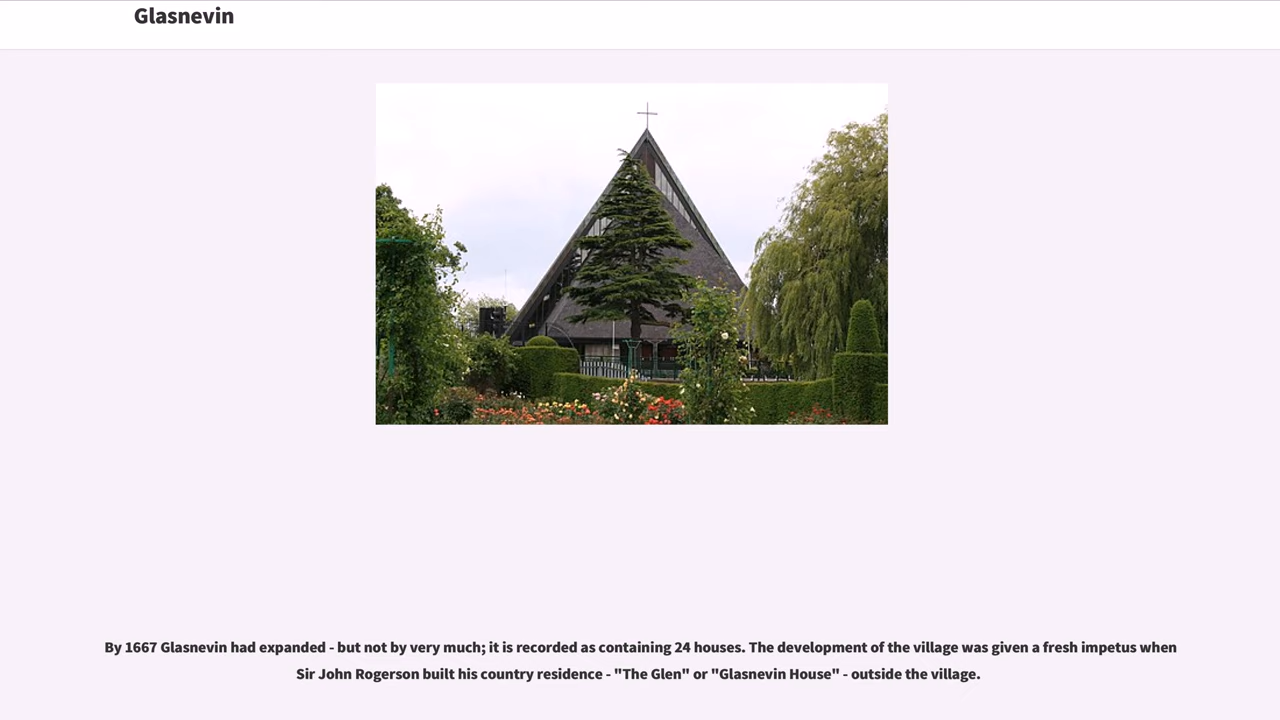 Glasnevin
By 1667 Glasnevin had expanded - but not by very much; it is recorded as containing 24 houses. The development of the village was given a fresh impetus when
Sir John Rogerson built his country residence - "The Glen" or "Glasnevin House" - outside the village.